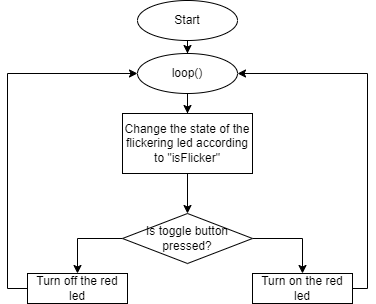 Start
loop()
Change the state of the
flickering led according
to "isFlicker"
Is toggle button
pressed?
Turn off the red
led
Turn on the red
led